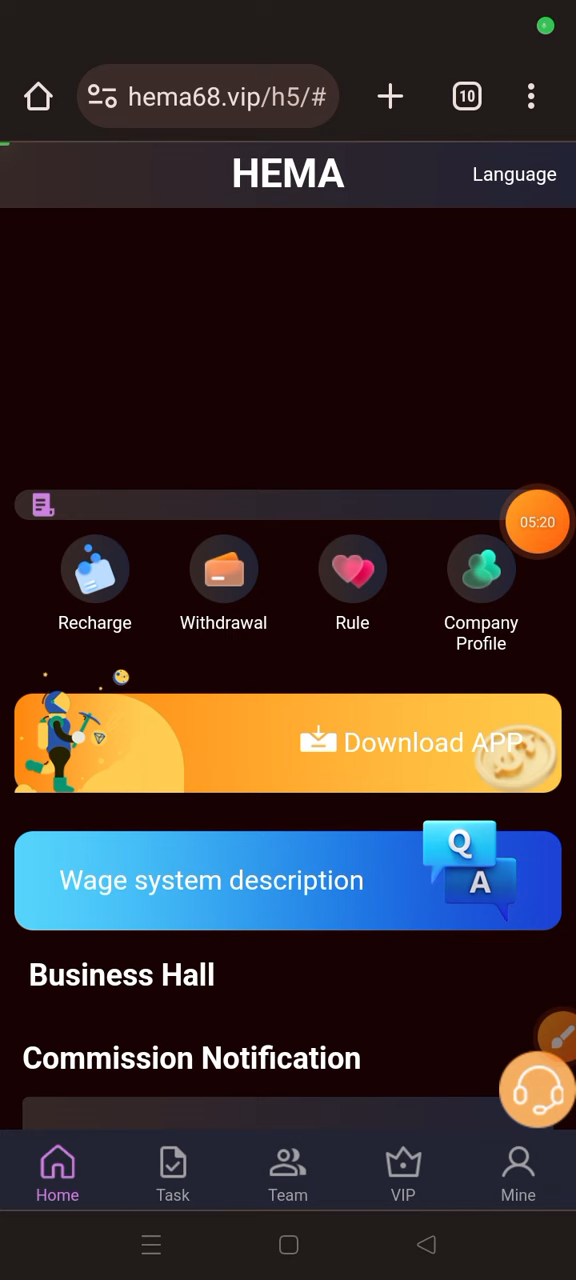 hema68.vip/h5/#
10
HEMA
Language
05:20
Recharge
Withdrawal
Rule
Company
Profile
Download APP
Wage system description
Q
A
Business Hall
Commission Notification
Home
Task
Team
VIP
Mine